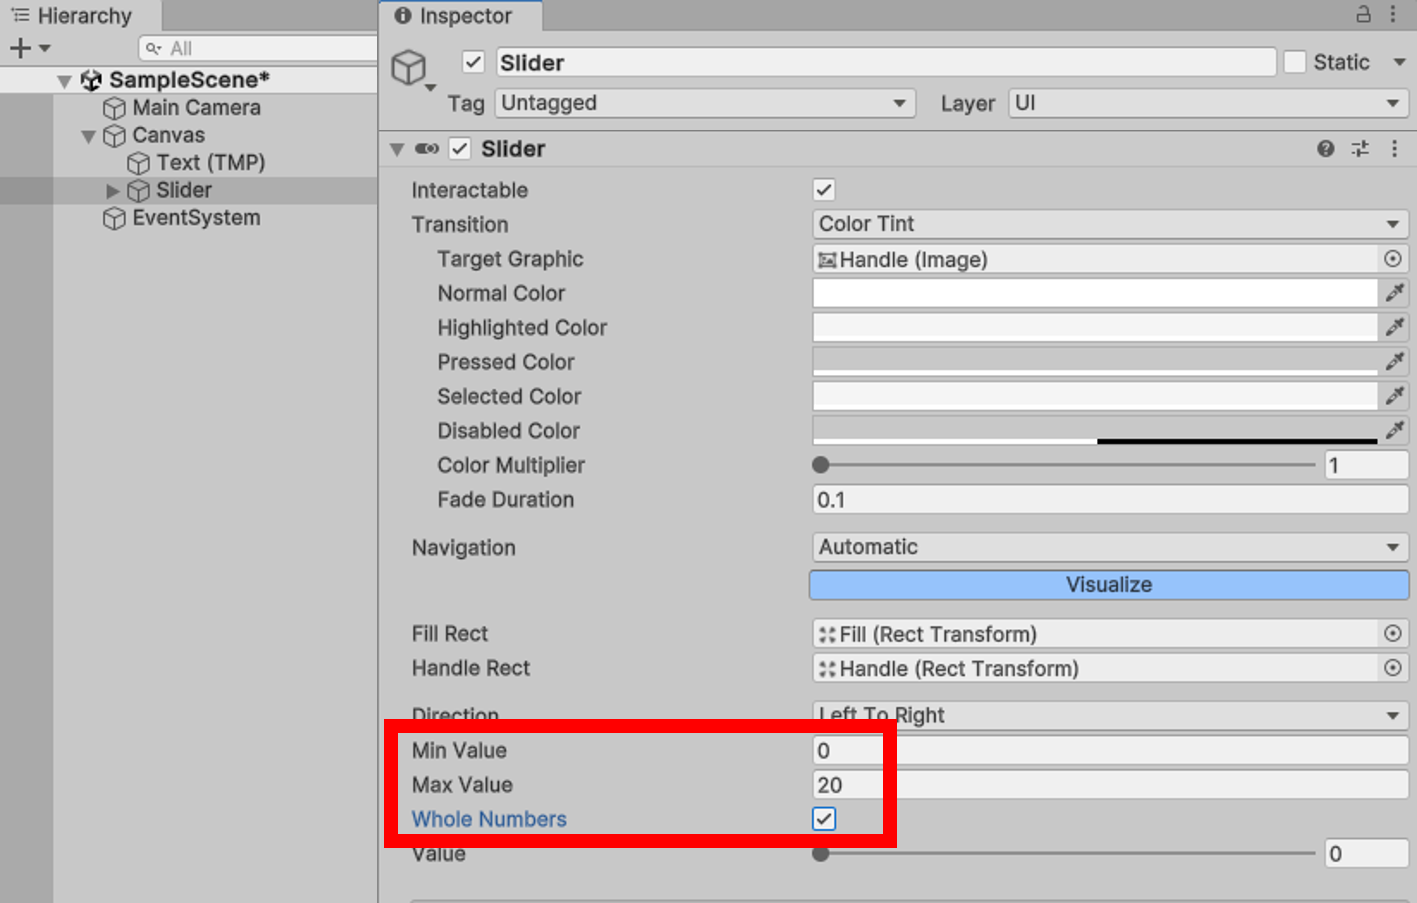 Hierarchy
All
SampleScene*
Main Camera
Canvas
Text (TMP)
Slider
EventSystem
Inspector
Slider
Static
Tag Untagged Layer UI
Slider
Interactable
Transition Color Tint
Target Graphic Handle (Image)
Normal Color
Highlighted Color
Pressed Color
Selected Color
Disabled Color
Color Multiplier 1
Fade Duration 0.1
Navigation Automatic
Visualize
Fill Rect Fill (Rect Transform)
Handle Rect Handle (Rect Transform)
Direction Left To Right
Min Value 0
Max Value 20
Whole Numbers
Value 0